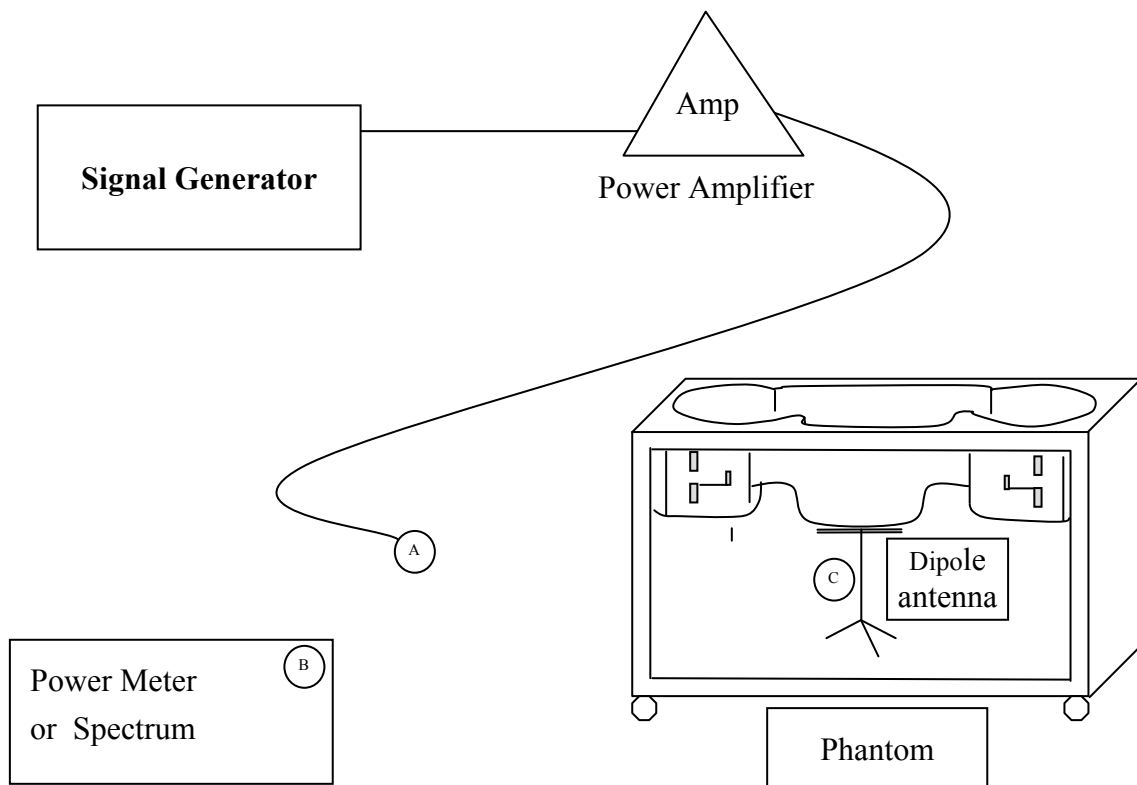 Amp
Signal Generator
Power Amplifier
A
C
Dipole
antenna
B
Power Meter
or Spectrum
Phantom